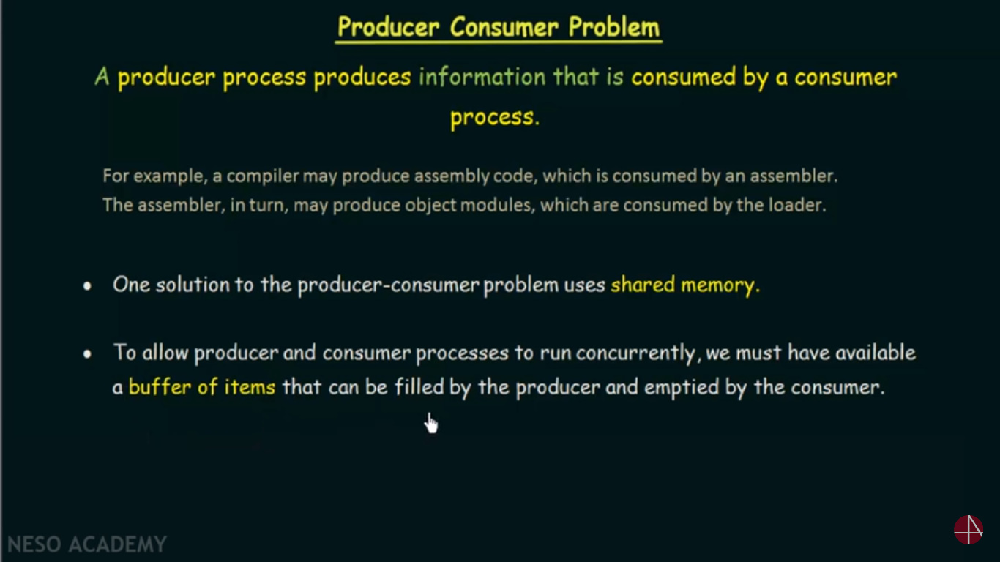 Producer Consumer Problem
A producer process produces information that is consumed by a consumer
process.
For example, a compiler may produce assembly code, which is consumed by an assembler.
The assembler, in turn, may produce object modules, which are consumed by the loader.
• One solution to the producer-consumer problem uses shared memory.
• To allow producer and consumer processes to run concurrently, we must have available
a buffer of items that can be filled by the producer and emptied by the consumer.
NESO ACADEMY